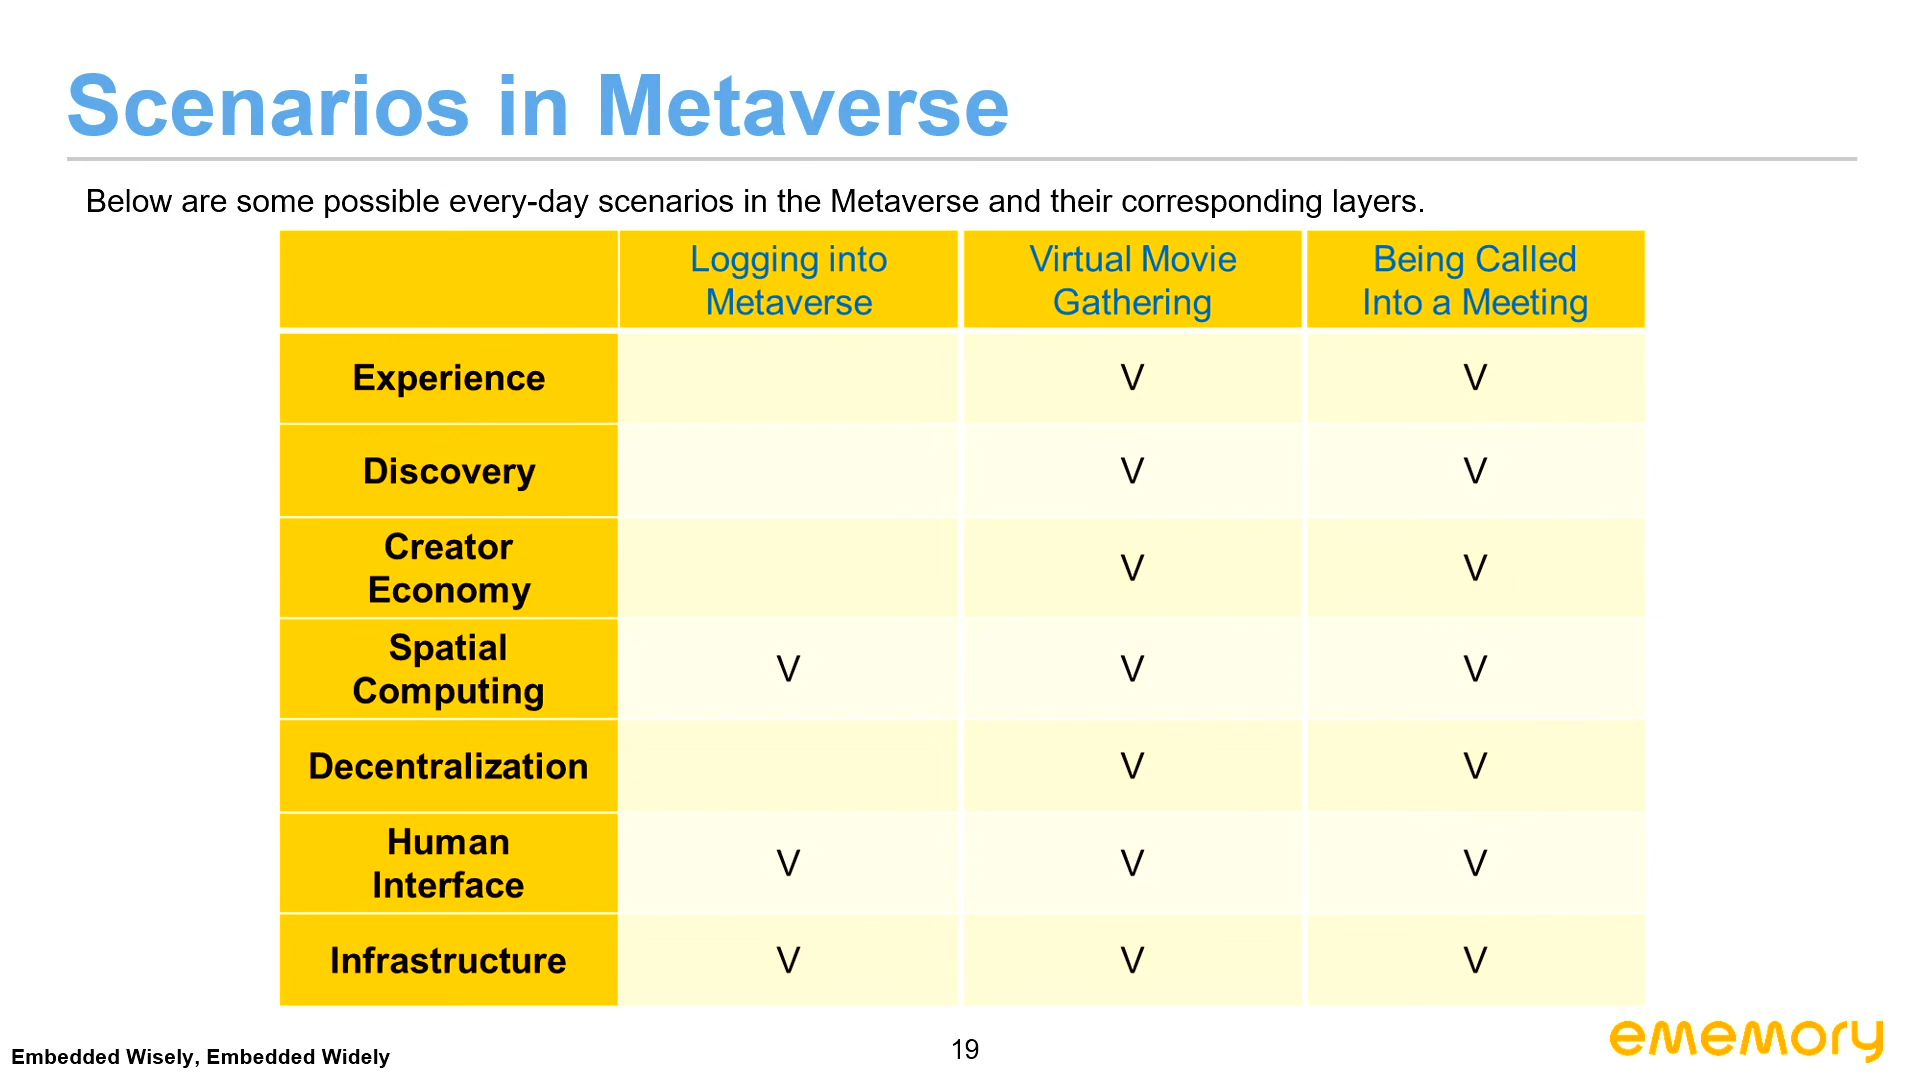 Scenarios in Metaverse
Below are some possible every-day scenarios in the Metaverse and their corresponding layers.
Logging into
Metaverse
Virtual Movie
Gathering
Being Called
Into a Meeting
Experience
V
V
Discovery
V
V
Creator
Economy
V
V
Spatial
Computing
V
V
V
Decentralization
V
V
Human
Interface
V
V
V
Infrastructure
V
V
V
Embedded Wisely, Embedded Widely
19
ememory